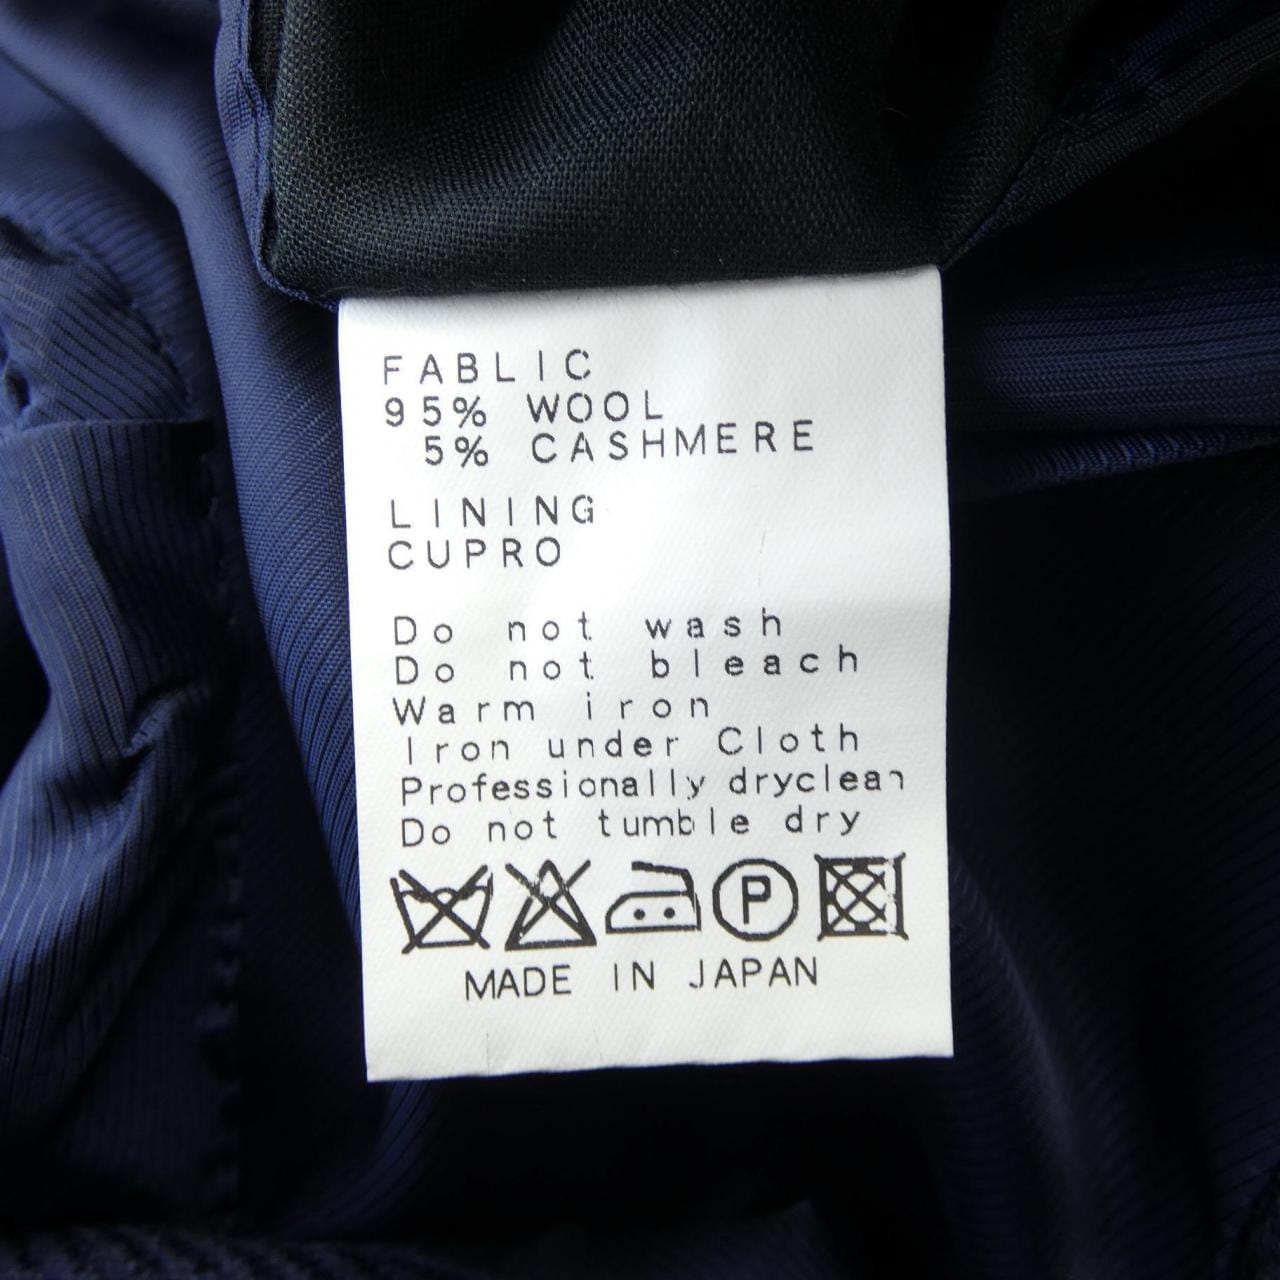 FABLIC
95% WOOL
5% CASHMERE
LINING
CUPRO
Do not wash
Do not bleach
Warm iron
Iron under Cloth
Professionally dryclean
Do not tumble dry
P
MADE IN JAPAN